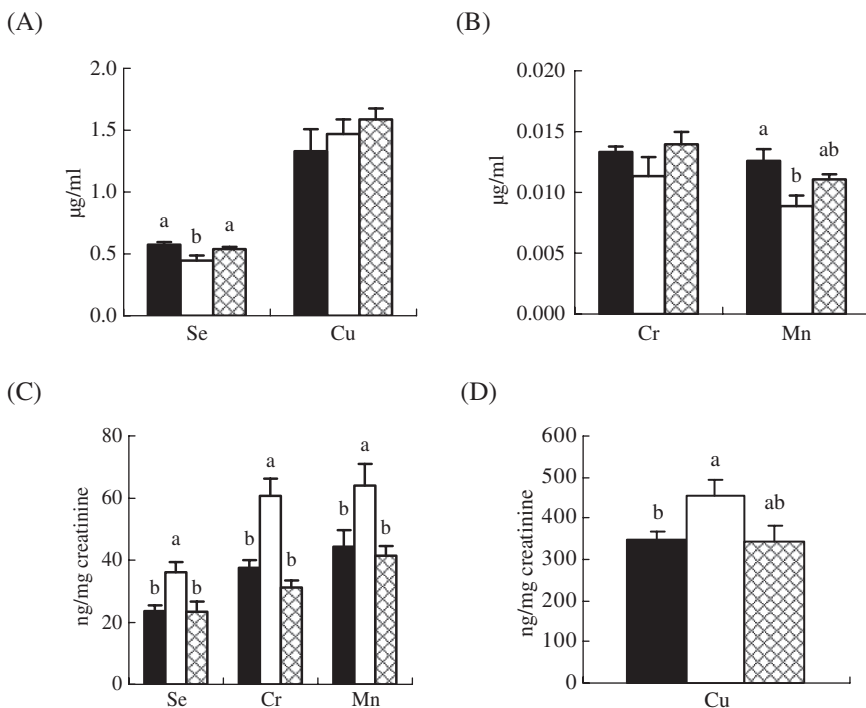 (A)
2.0
1.5
1.0
0.5
0.0
µg/ml
a
b
a
Se
Cu
(B)
0.020
0.015
0.010
0.005
0.000
µg/ml
a
b
ab
Cr
Mn
(C)
80
60
40
20
0
ng/mg creatinine
b
a
b
b
a
b
b
a
b
Se
Cr
Mn
(D)
600
500
400
300
200
100
0
ng/mg creatinine
b
a
ab
Cu